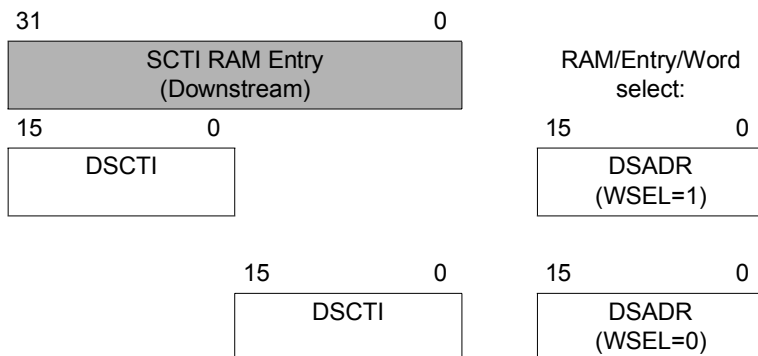 31 0
SCTI RAM Entry
(Downstream)
RAM/Entry/Word
select:
15 0 15 0
DSCTI DSADR
(WSEL=1)
15 0 15 0
DSCTI DSADR
(WSEL=0)